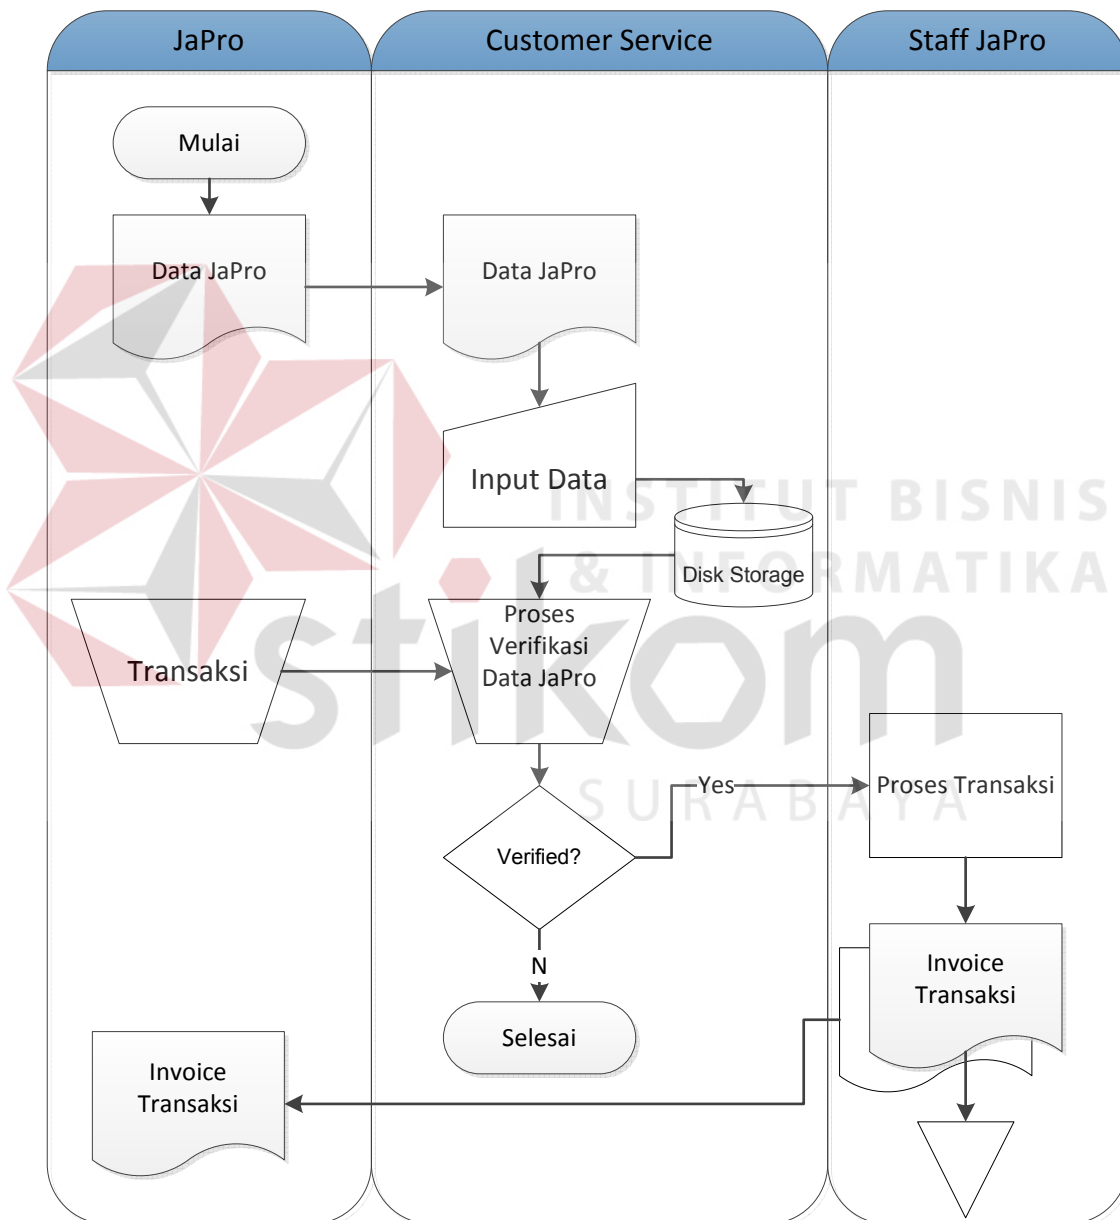 JaPro
Customer Service
Staff JaPro
Mulai
Data JaPro
Data JaPro
Input Data
INSTITUT BISNIS
& INFORMATIKA
Disk Storage
stikom
SURABAYA
Transaksi
Proses
Verifikasi
Data JaPro
Yes
Proses Transaksi
Verified?
N
Selesai
Invoice
Transaksi
Invoice
Transaksi